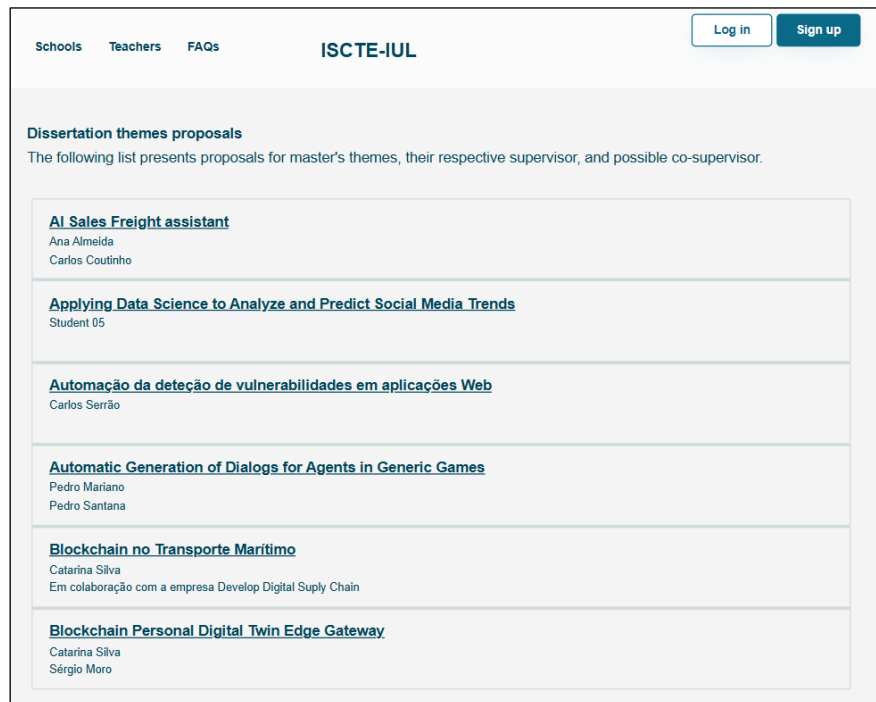 Schools Teachers FAQs ISCTE-IUL Log in Sign up
Dissertation themes proposals
The following list presents proposals for master's themes, their respective supervisor, and possible co-supervisor.
AI Sales Freight assistant
Ana Almeida
Carlos Coutinho
Applying Data Science to Analyze and Predict Social Media Trends
Student 05
Automação da deteção de vulnerabilidades em aplicações Web
Carlos Serrão
Automatic Generation of Dialogs for Agents in Generic Games
Pedro Mariano
Pedro Santana
Blockchain no Transporte Marítimo
Catarina Silva
Em colaboração com a empresa Develop Digital Suply Chain
Blockchain Personal Digital Twin Edge Gateway
Catarina Silva
Sérgio Moro